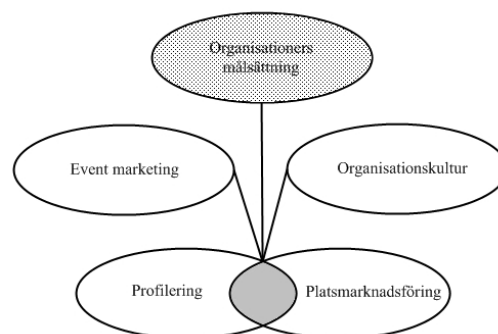 Organisationers
målsättning
Event marketing
Organisationskultur
Profilering
Platsmarknadsföring